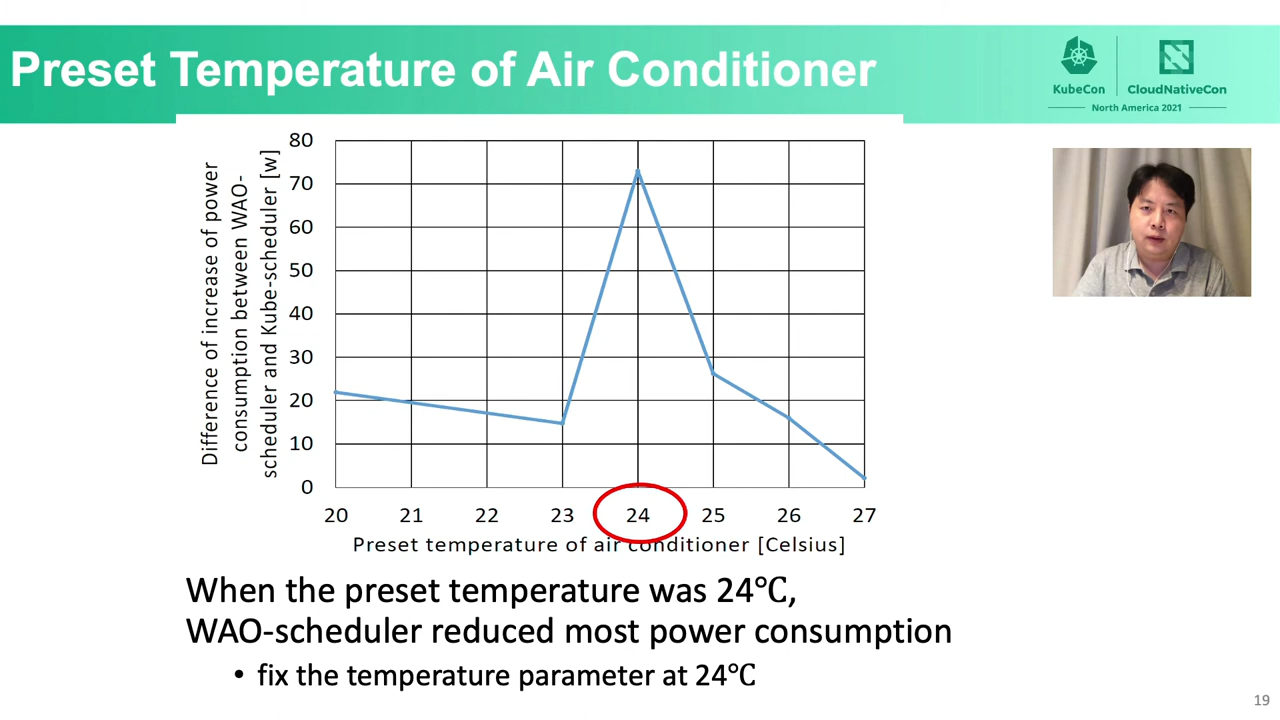 Preset Temperature of Air Conditioner
KubeCon
CloudNativeCon
North America 2021
Difference of increase of power
consumption between WAO-
scheduler and Kube-scheduler [w]
80
70
60
50
40
30
20
10
0
20 21 22 23 24 25 26 27
Preset temperature of air conditioner [Celsius]
When the preset temperature was 24℃,
WAO-scheduler reduced most power consumption
• fix the temperature parameter at 24℃
19